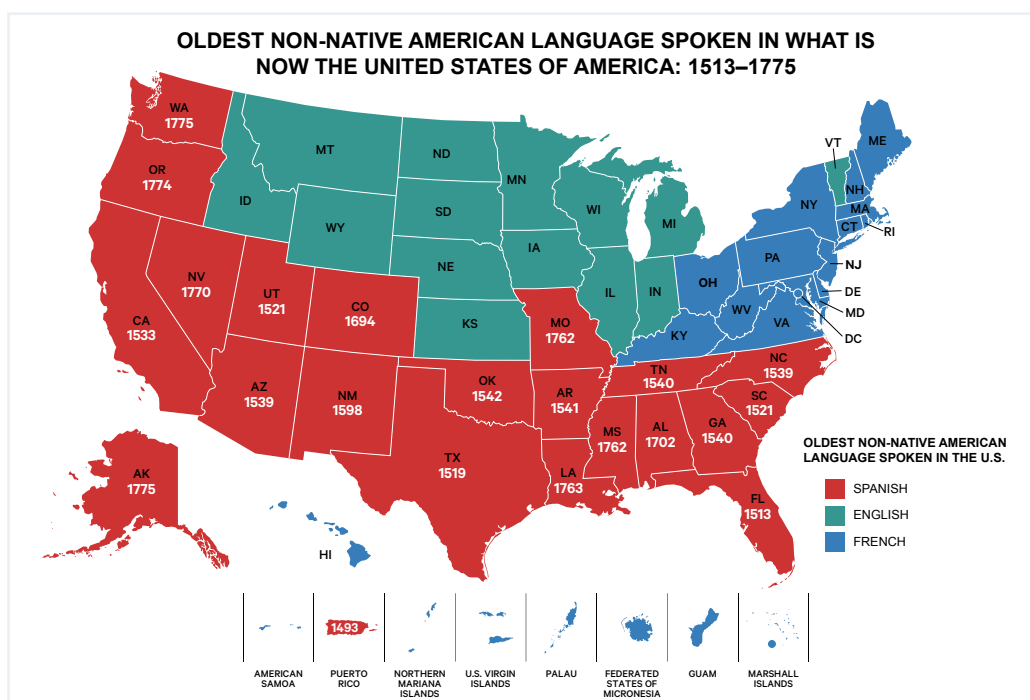 OLDEST NON-NATIVE AMERICAN LANGUAGE SPOKEN IN WHAT IS
NOW THE UNITED STATES OF AMERICA: 1513–1775
WA
1775
OR
1774
CA
1533
NV
1770
ID
MT
WY
UT
1521
CO
1694
AZ
1539
NM
1598
ND
SD
NE
KS
OK
1542
TX
1519
MN
IA
MO
1762
AR
1541
LA
1763
WI
IL
MI
IN
OH
KY
TN
1540
MS
1762
AL
1702
GA
1540
FL
1513
SC
1521
NC
1539
VA
WV
PA
NY
VT
NH
ME
MA
CT
RI
NJ
DE
MD
DC
AK
1775
HI
OLDEST NON-NATIVE AMERICAN
LANGUAGE SPOKEN IN THE U.S.
SPANISH
ENGLISH
FRENCH
1493
AMERICAN
SAMOA
PUERTO
RICO
NORTHERN
MARIANA
ISLANDS
U.S. VIRGIN
ISLANDS
PALAU
FEDERATED
STATES OF
MICRONESIA
GUAM
MARSHALL
ISLANDS